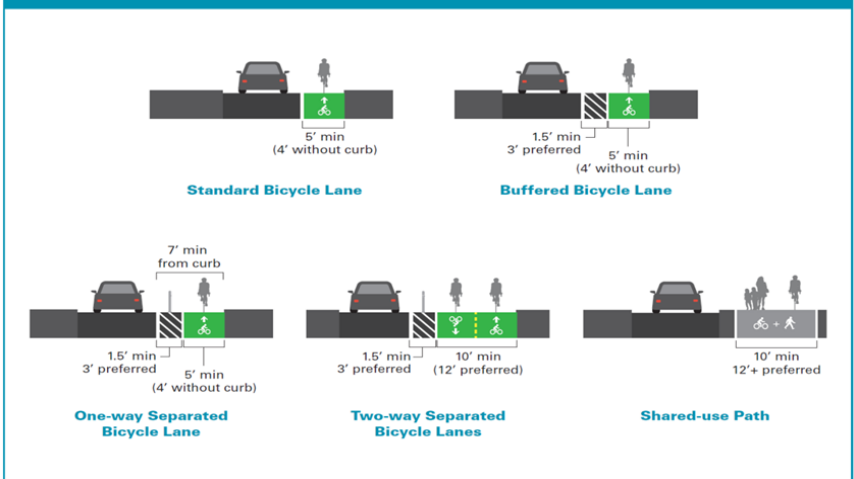 5’ min
(4’ without curb)
Standard Bicycle Lane
1.5’ min
3’ preferred
5’ min
(4’ without curb)
Buffered Bicycle Lane
7’ min
from curb
1.5’ min
3’ preferred
5’ min
(4’ without curb)
One-way Separated
Bicycle Lane
1.5’ min
3’ preferred
10’ min
(12’ preferred)
Two-way Separated
Bicycle Lanes
+
10’ min
12’+ preferred
Shared-use Path